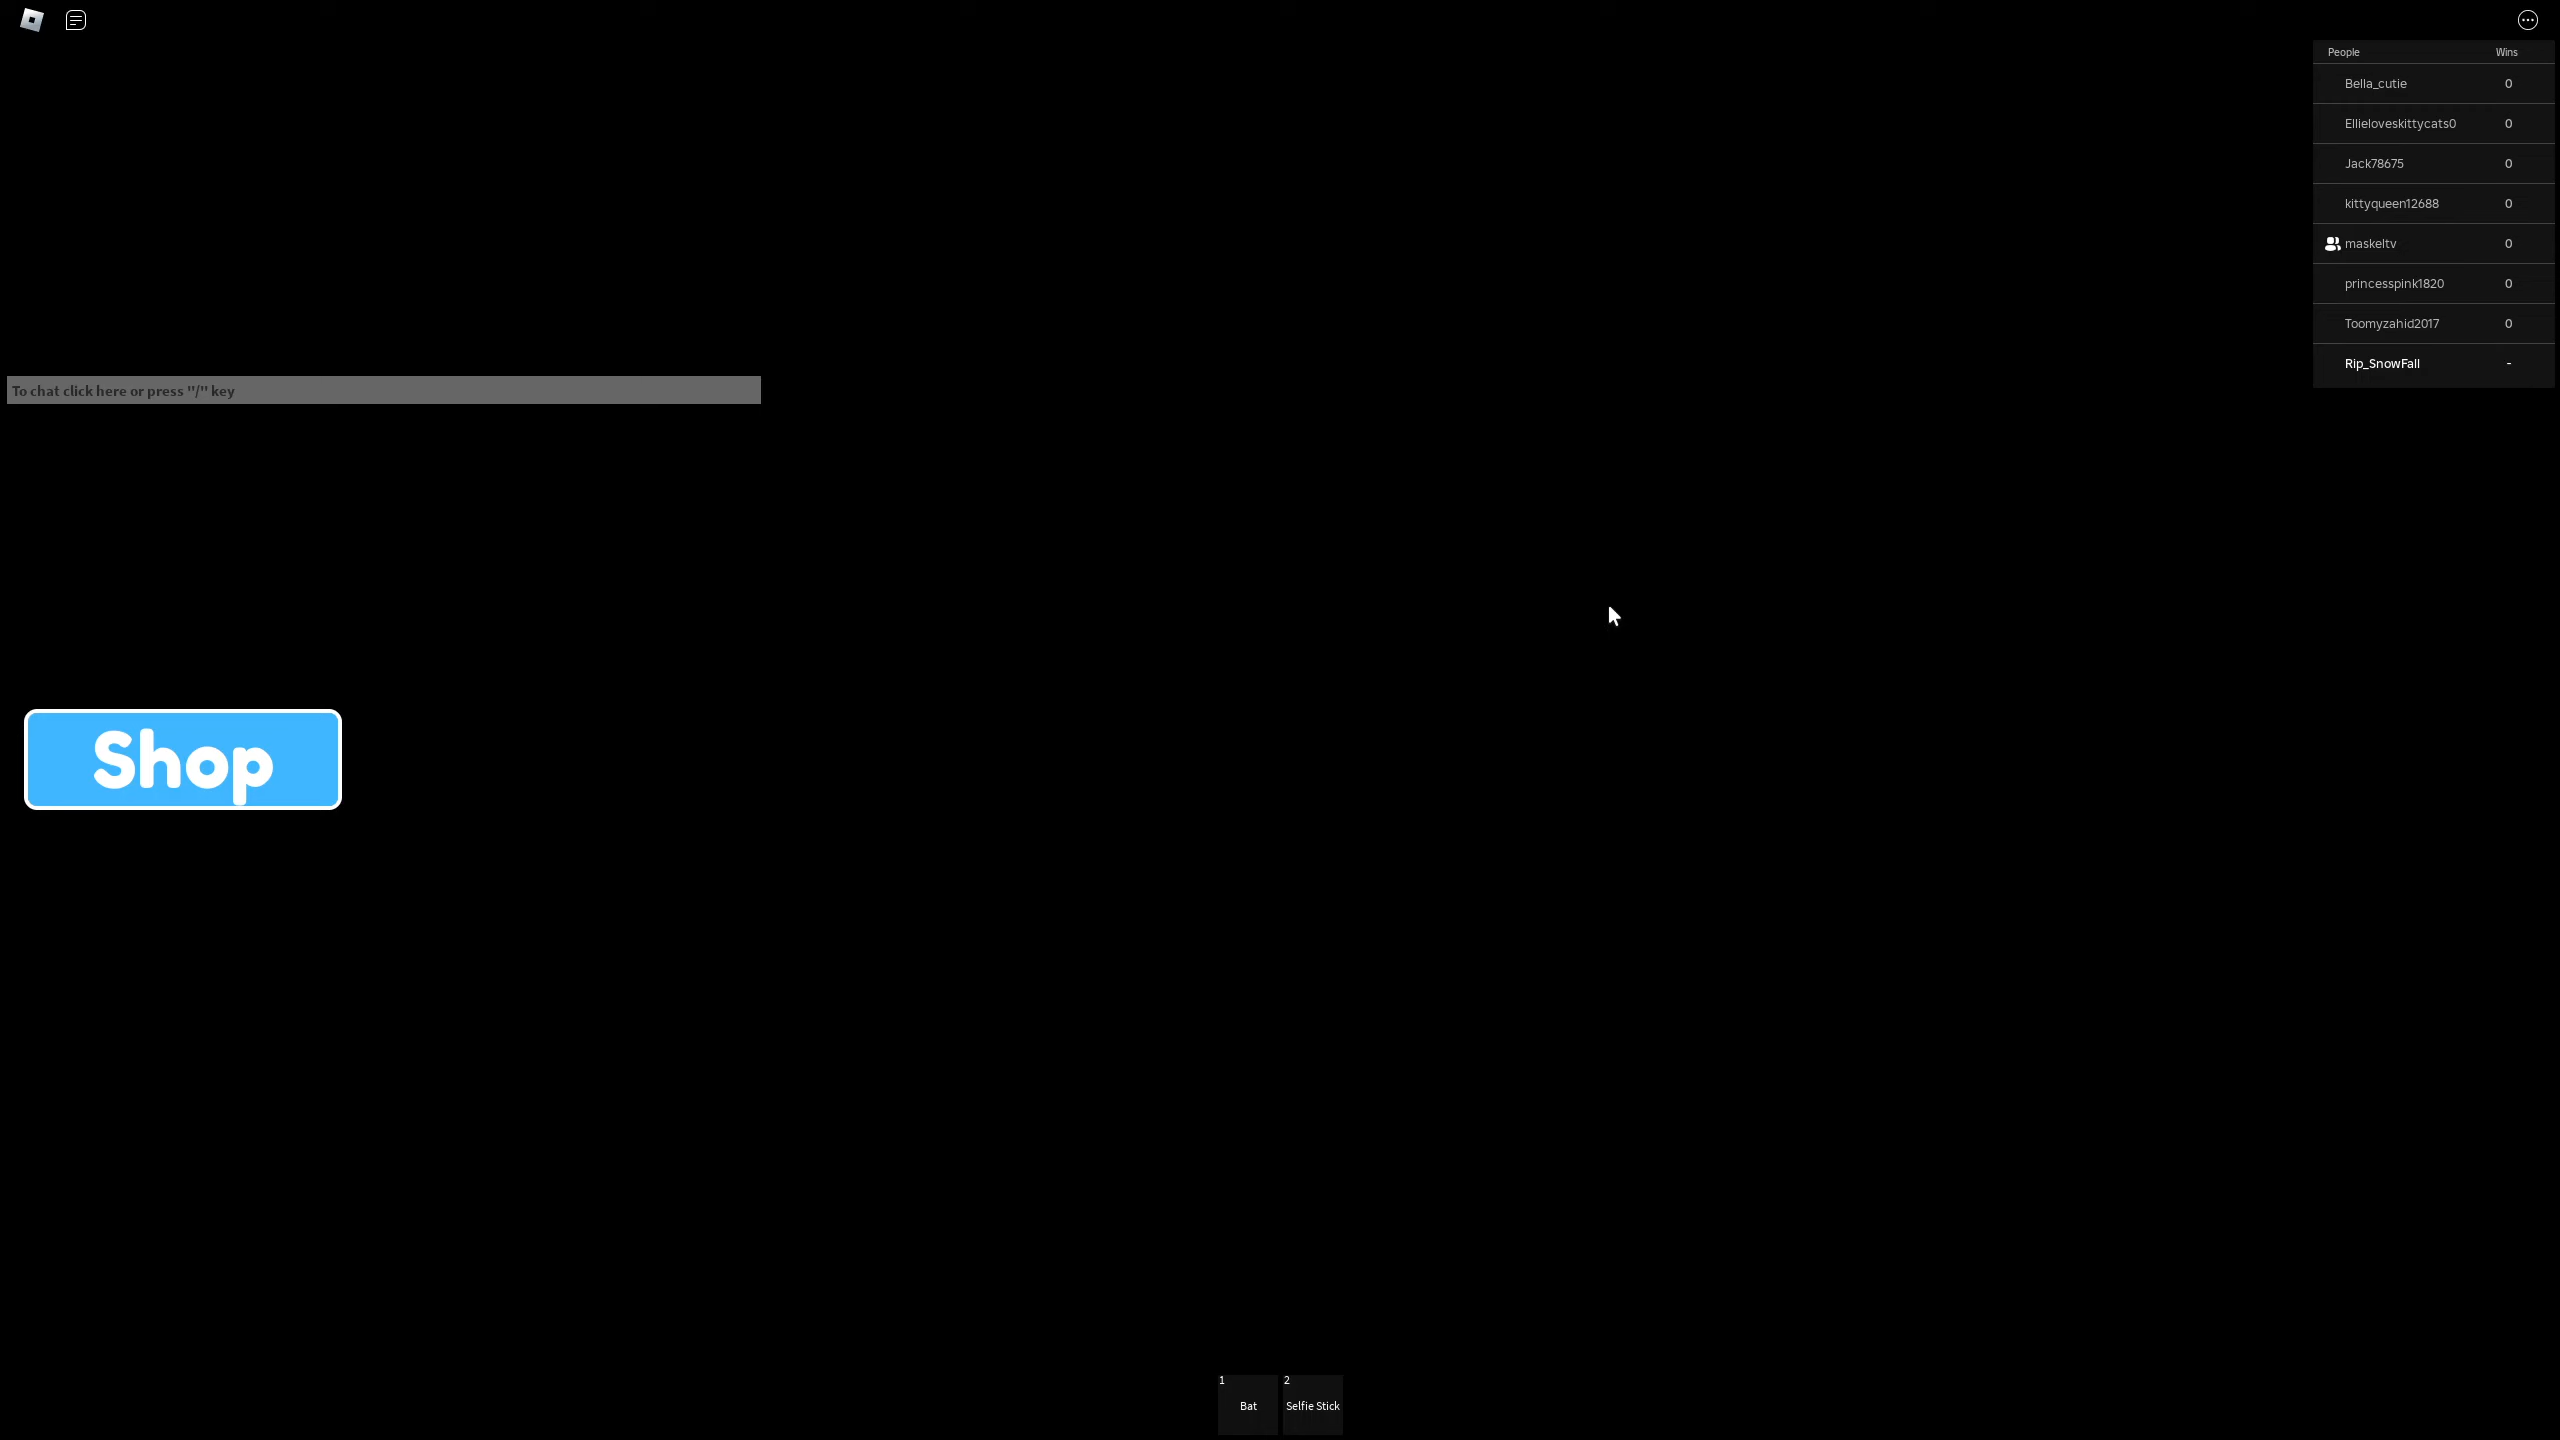 People Wins
Bella_cutie 0
Ellieloveskittycats0 0
Jack78675 0
kittyqueen12688 0
maskeltv 0
princesspink1820 0
Toomyzahid2017 0
Rip_SnowFall -
To chat click here or press "/" key
Shop
1 2
Bat Selfie Stick